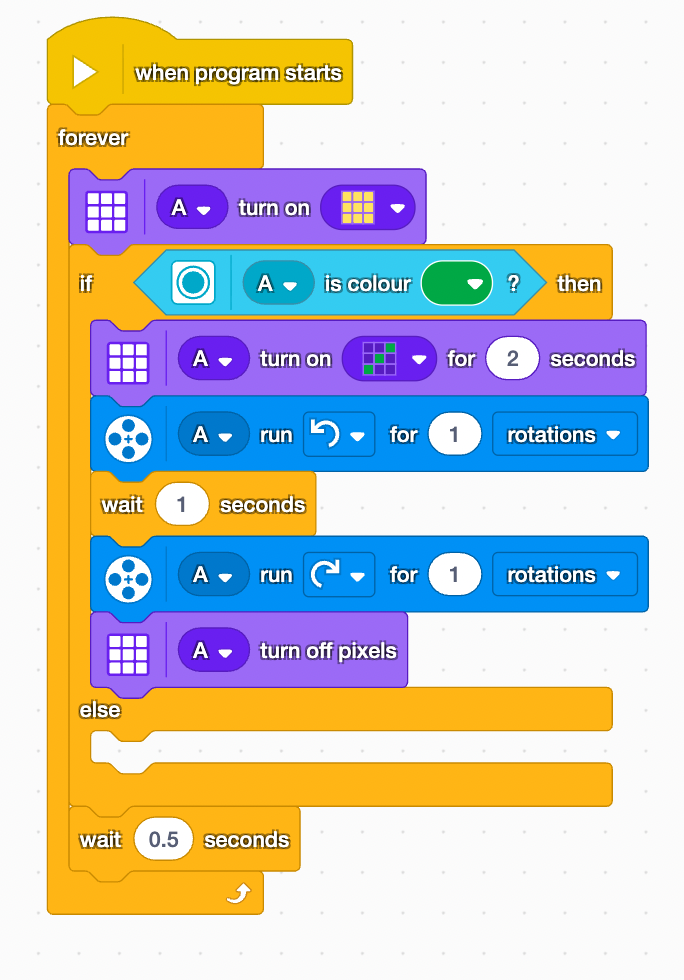 when program starts
forever
A turn on
if A is colour ? then
A turn on for 2 seconds
A run for 1 rotations
wait 1 seconds
A run for 1 rotations
A turn off pixels
else
wait 0.5 seconds